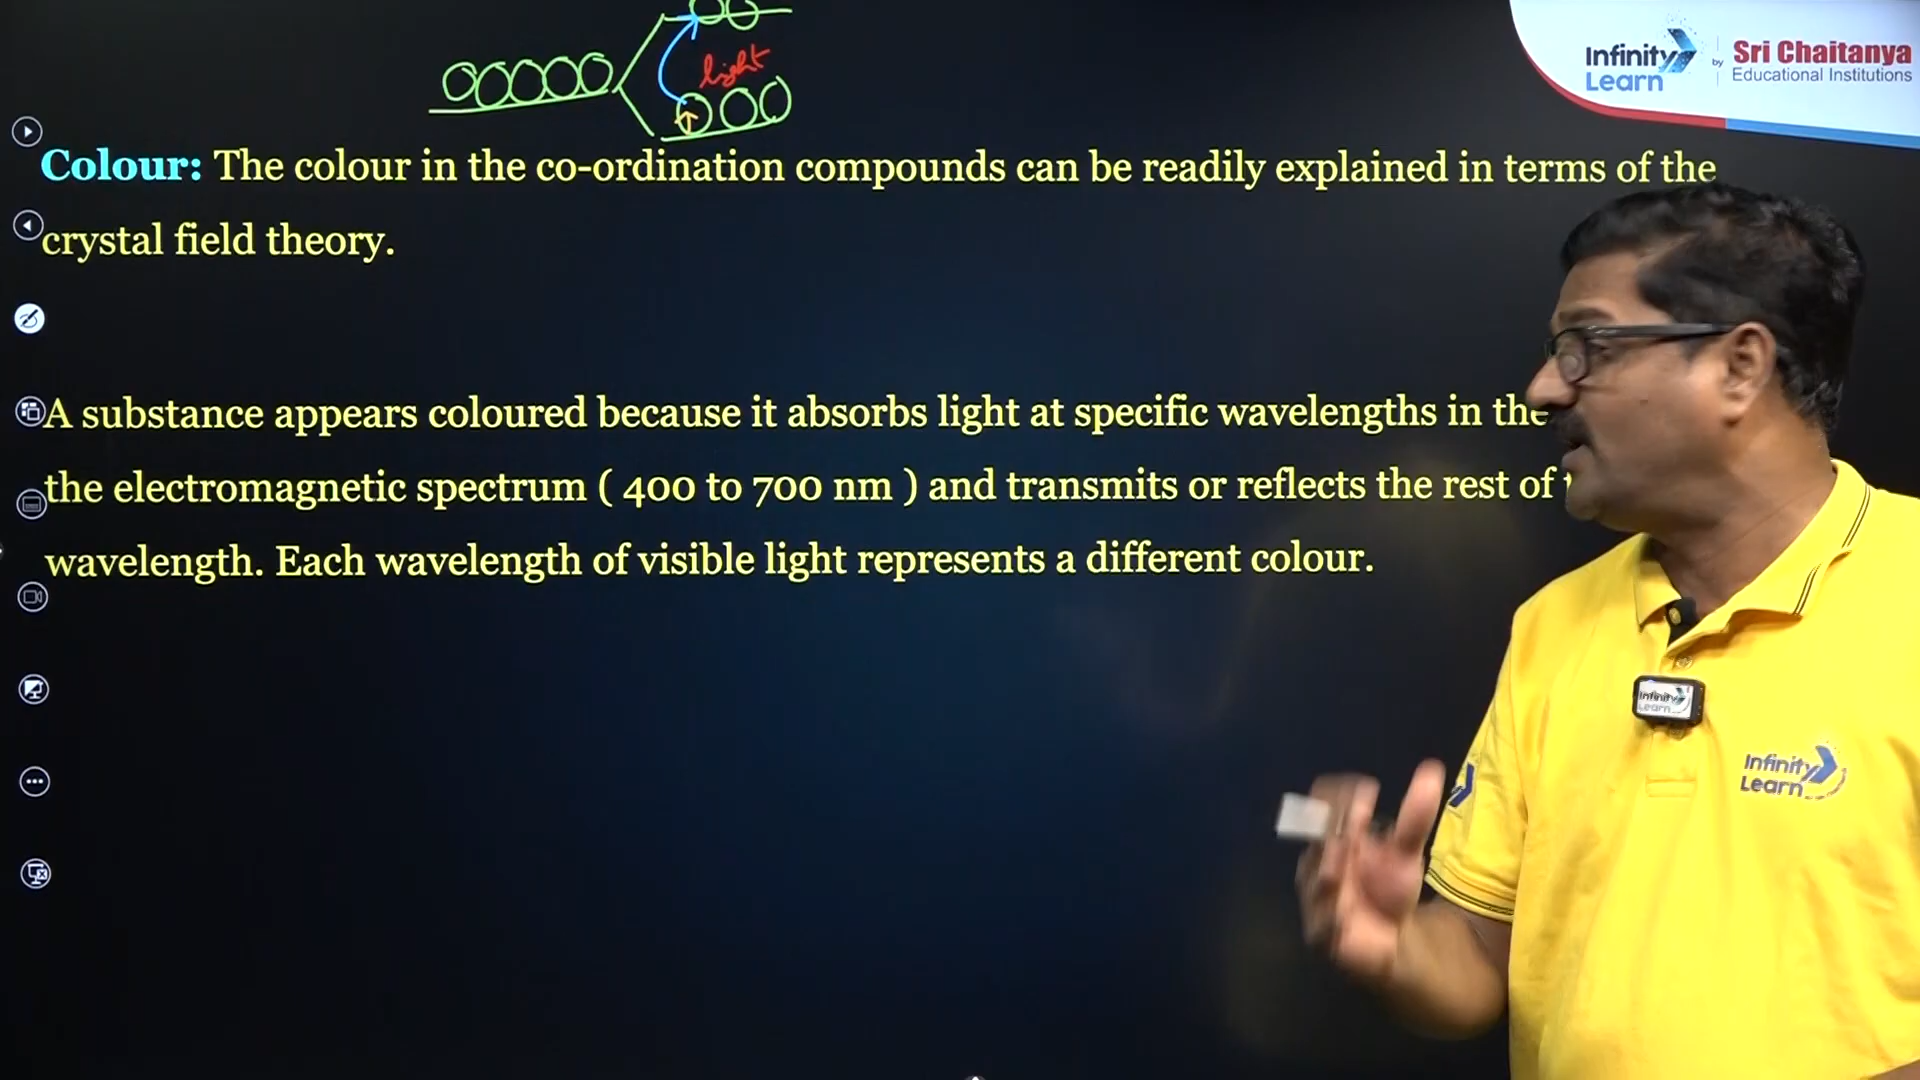 light
Infinity Learn by Sri Chaitanya Educational Institutions
Colour: The colour in the co-ordination compounds can be readily explained in terms of the
crystal field theory.
A substance appears coloured because it absorbs light at specific wavelengths in the
the electromagnetic spectrum ( 400 to 700 nm ) and transmits or reflects the rest of
wavelength. Each wavelength of visible light represents a different colour.
Infinity Learn
Infinity Learn